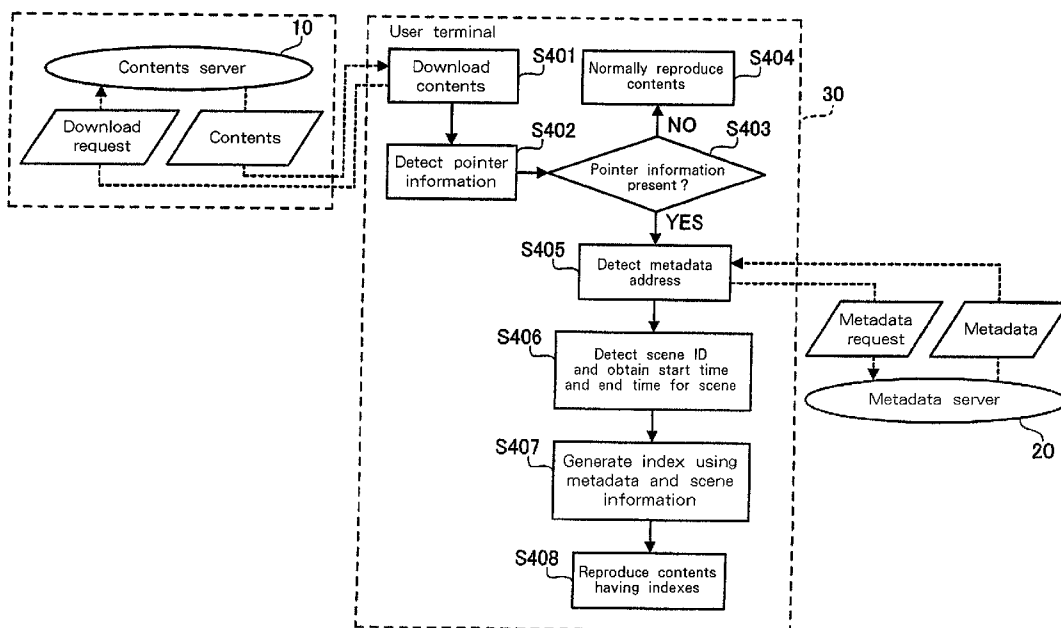 10
Contents server
Download
request
Contents
User terminal
Download
contents
S401
Normally reproduce
contents
S404
30
NO
S402
S403
Detect pointer
information
Pointer information
present ?
YES
S405
Detect metadata
address
Metadata
request
Metadata
S406
Detect scene ID
and obtain start time
and end time for scene
Metadata server
20
S407
Generate index using
metadata and scene
information
S408
Reproduce contents
having indexes